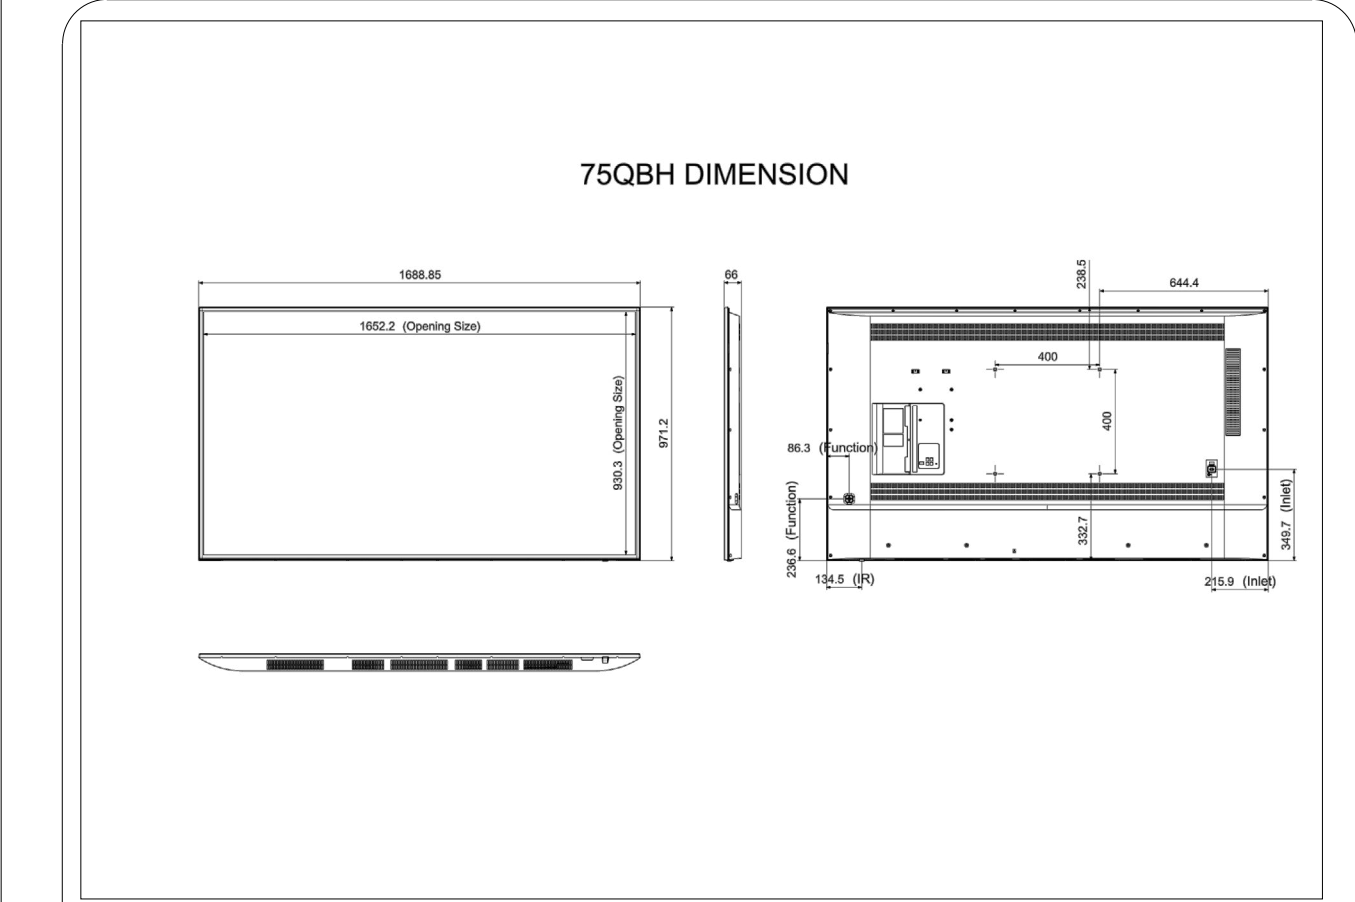 75QBH DIMENSION
1688.85
1652.2 (Opening Size)
930.3 (Opening Size)
971.2
66
238.5
644.4
400
400
86.3 (Function)
236.6 (Function)
332.7
349.7 (Inlet)
134.5 (IR)
215.9 (Inlet)